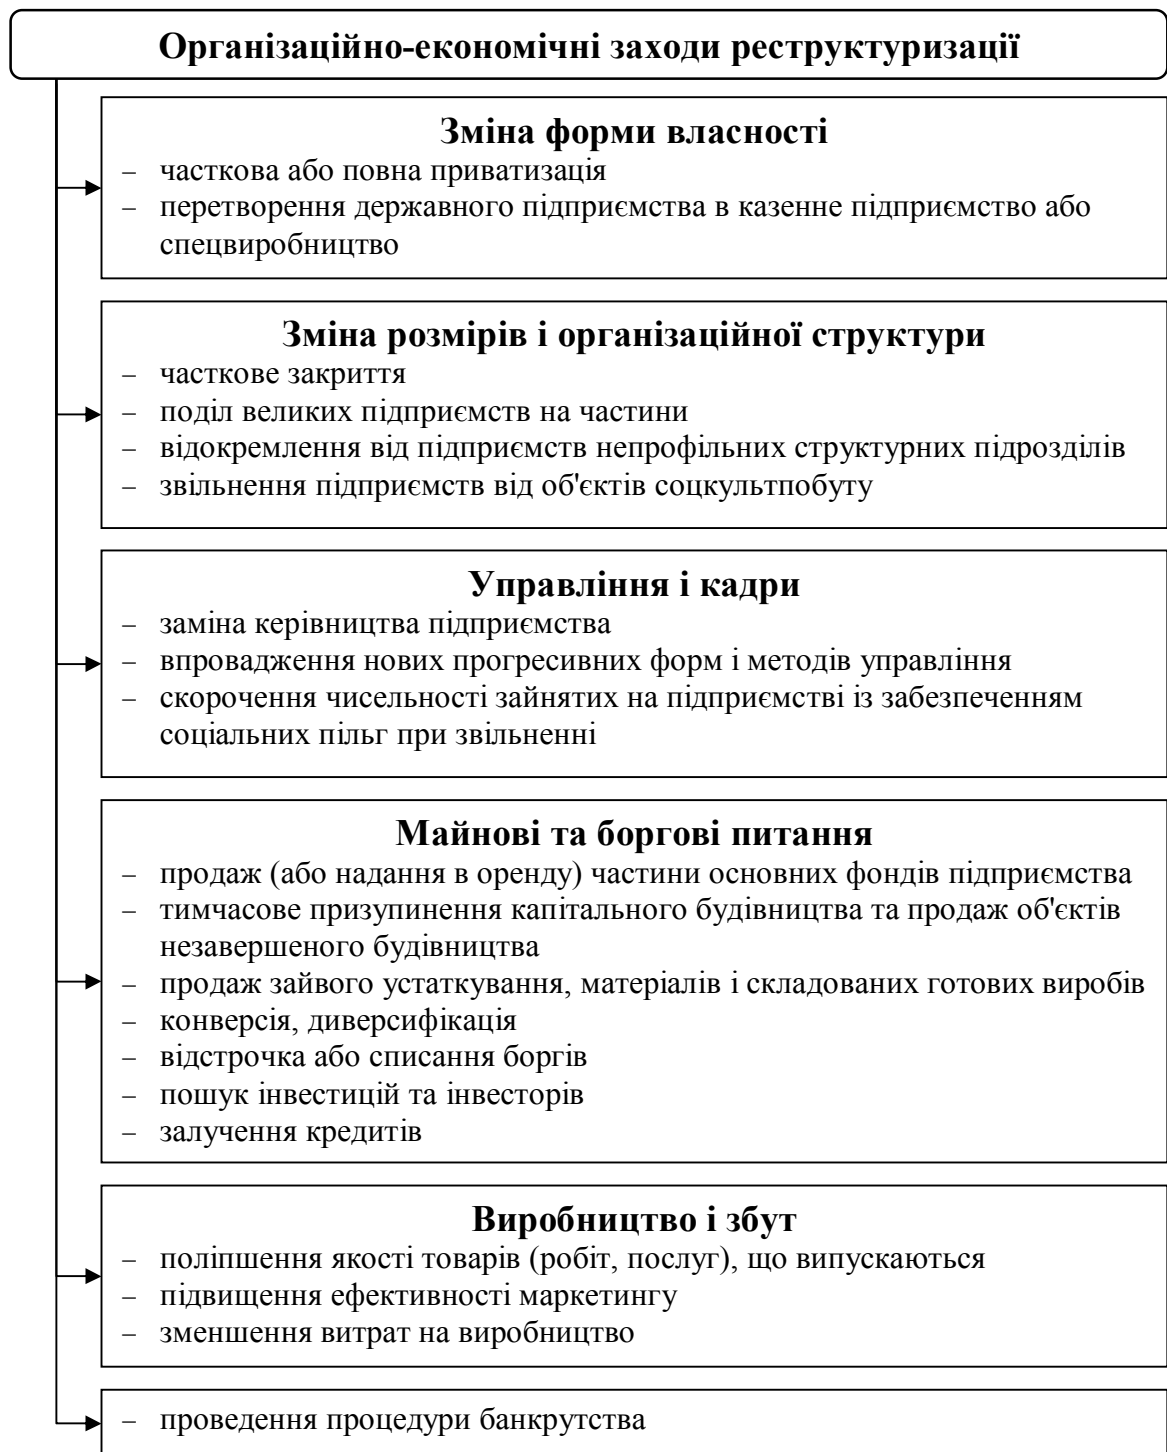 Організаційно-економічні заходи реструктуризації
Зміна форми власності
– часткова або повна приватизація
– перетворення державного підприємства в казенне підприємство або
спецвиробництво
Зміна розмірів і організаційної структури
– часткове закриття
– поділ великих підприємств на частини
– відокремлення від підприємств непрофільних структурних підрозділів
– звільнення підприємств від об'єктів соцкультпобуту
Управління і кадри
– заміна керівництва підприємства
– впровадження нових прогресивних форм і методів управління
– скорочення чисельності зайнятих на підприємстві із забезпеченням
соціальних пільг при звільненні
Майнові та боргові питання
– продаж (або надання в оренду) частини основних фондів підприємства
– тимчасове призупинення капітального будівництва та продаж об'єктів
незавершеного будівництва
– продаж зайвого устаткування, матеріалів і складованих готових виробів
– конверсія, диверсифікація
– відстрочка або списання боргів
– пошук інвестицій та інвесторів
– залучення кредитів
Виробництво і збут
– поліпшення якості товарів (робіт, послуг), що випускаються
– підвищення ефективності маркетингу
– зменшення витрат на виробництво
– проведення процедури банкрутства